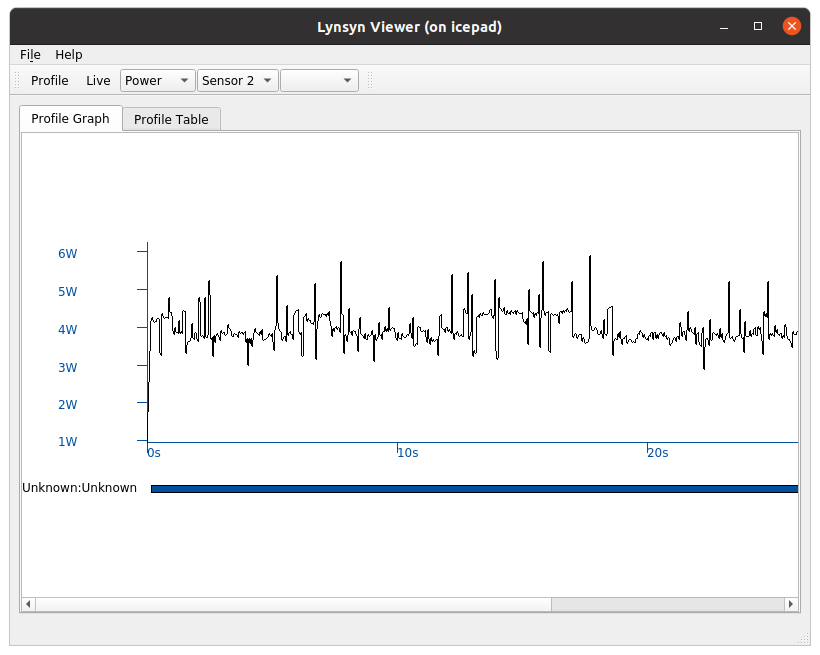 Lynsyn Viewer (on icepad)
File Help
Profile Live Power Sensor 2
Profile Graph Profile Table
6W
5W
4W
3W
2W
1W
0s 10s 20s
Unknown:Unknown